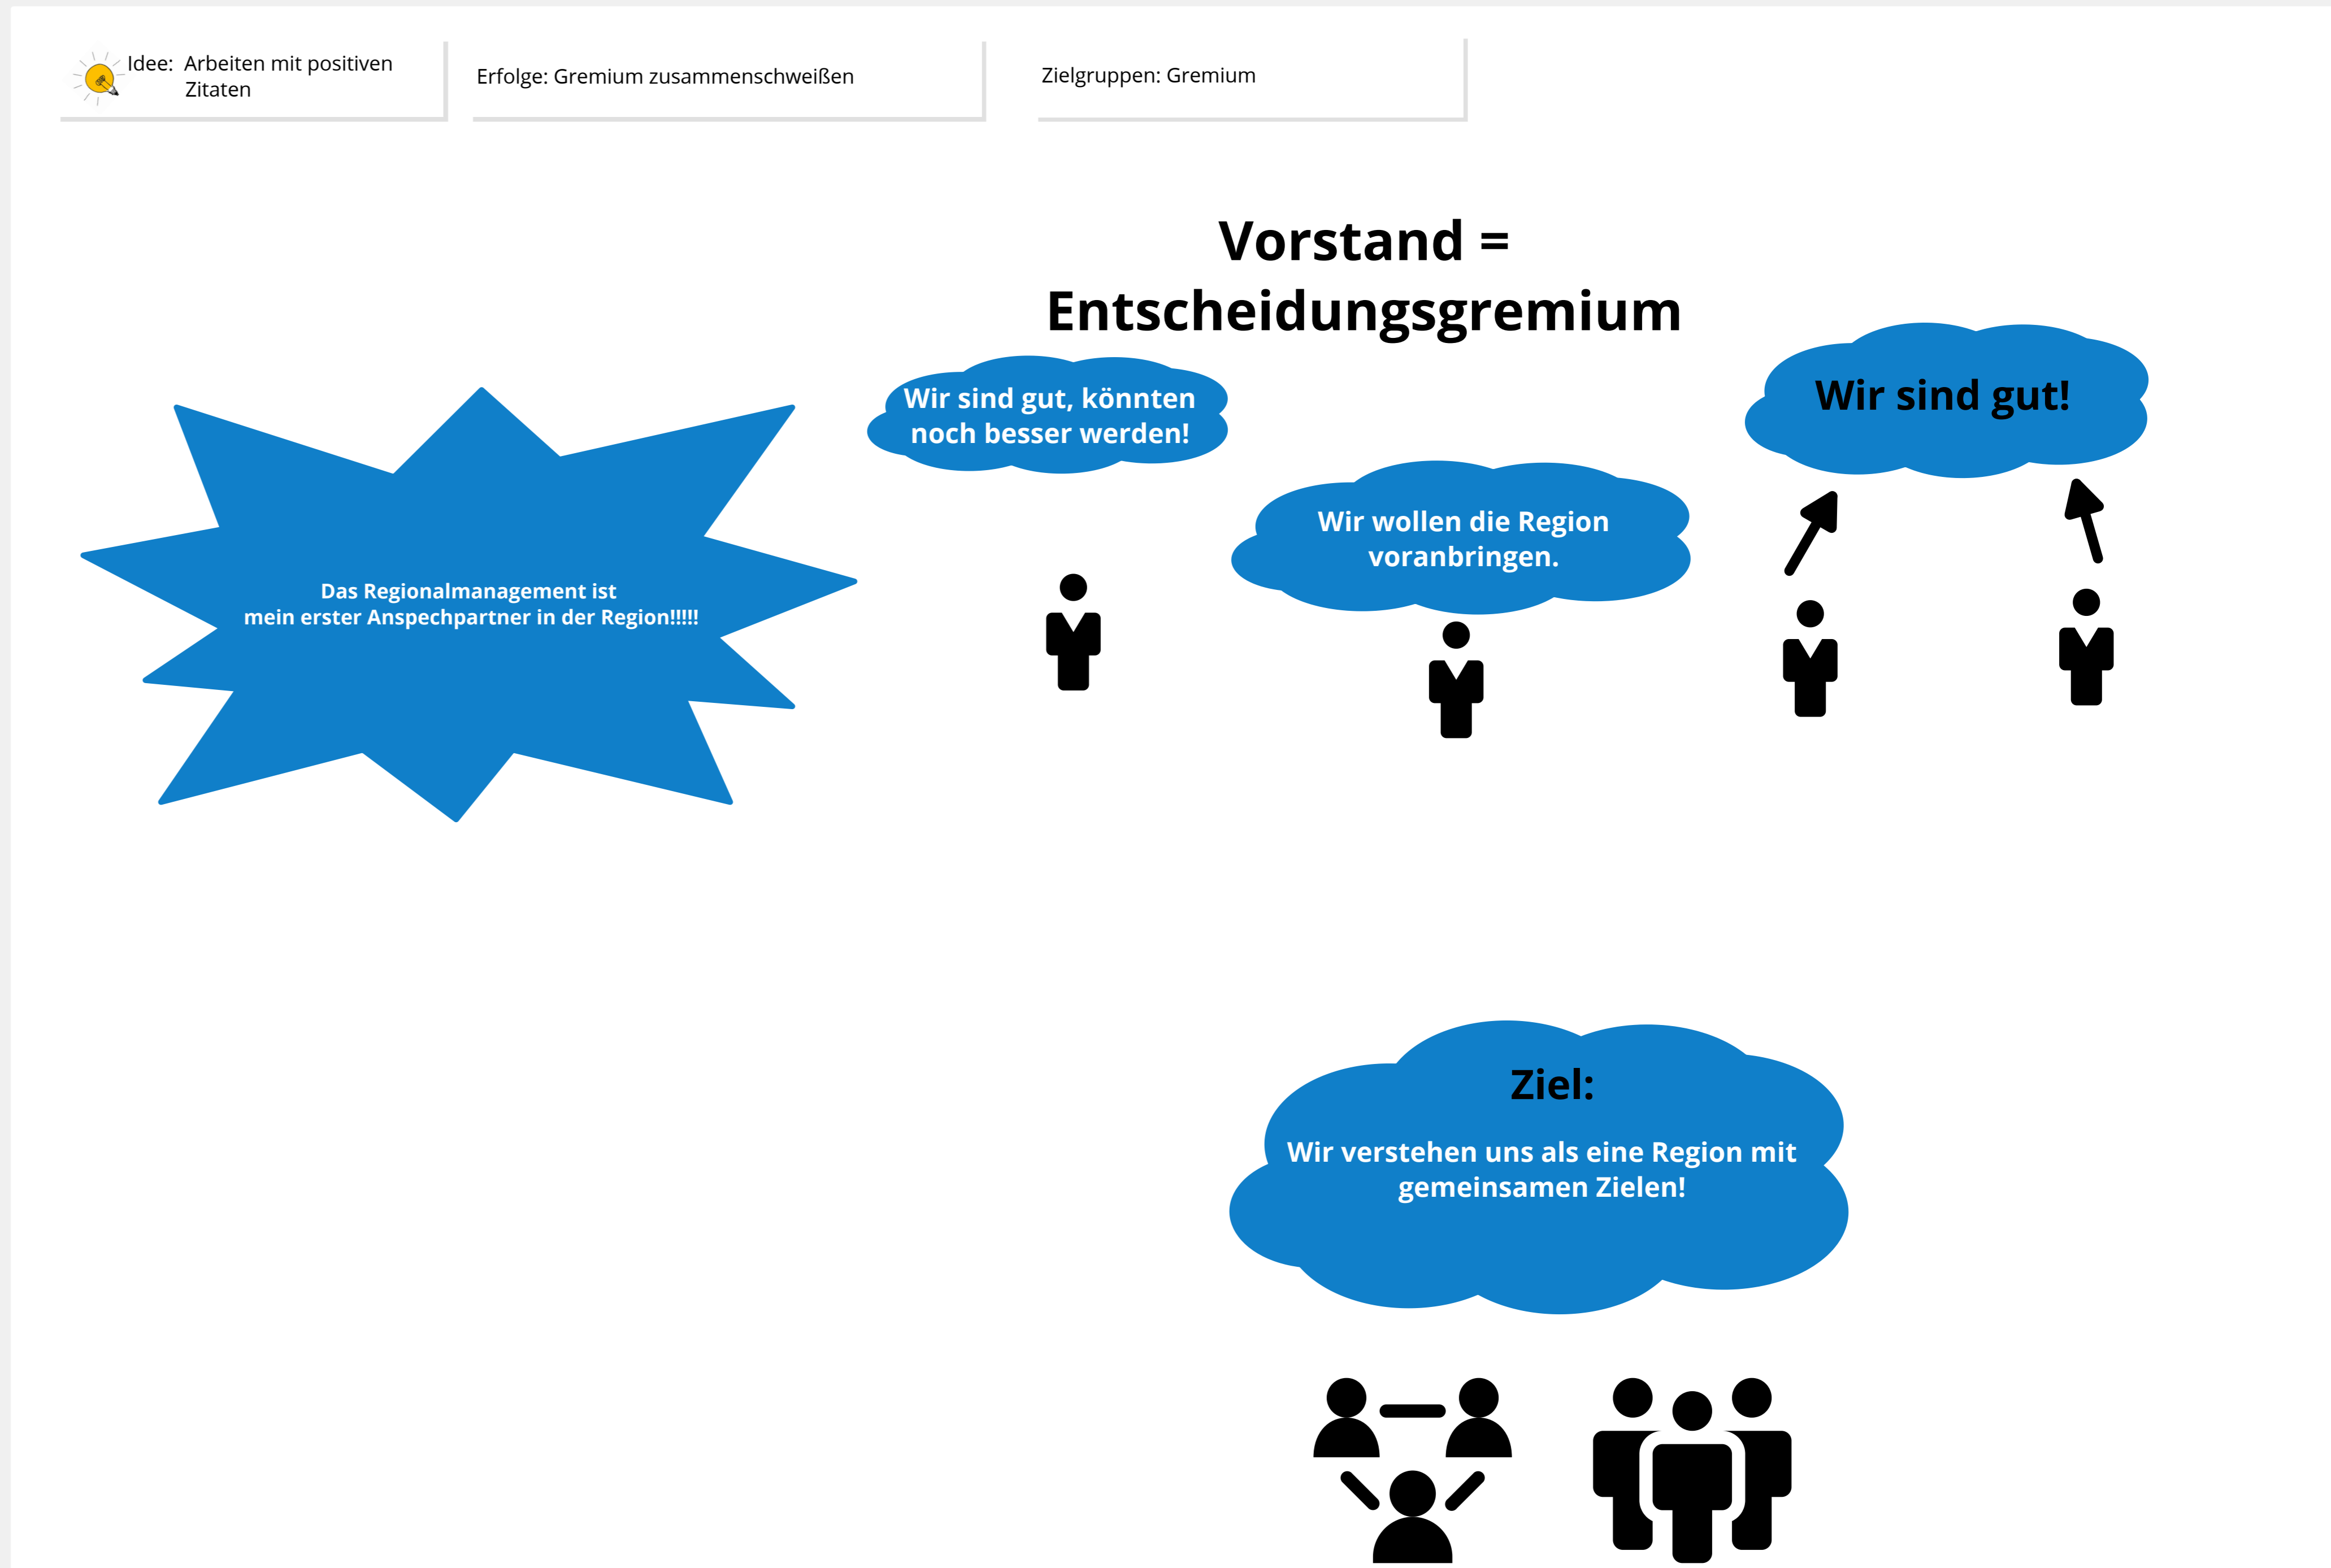 Idee: Arbeiten mit positiven
Zitaten
Erfolge: Gremium zusammenschweißen
Zielgruppen: Gremium
Vorstand =
Entscheidungsgremium
Wir sind gut, könnten
noch besser werden!
Wir wollen die Region
voranbringen.
Wir sind gut!
Das Regionalmanagement ist
mein erster Anspechpartner in der Region!!!!!
Ziel:
Wir verstehen uns als eine Region mit
gemeinsamen Zielen!